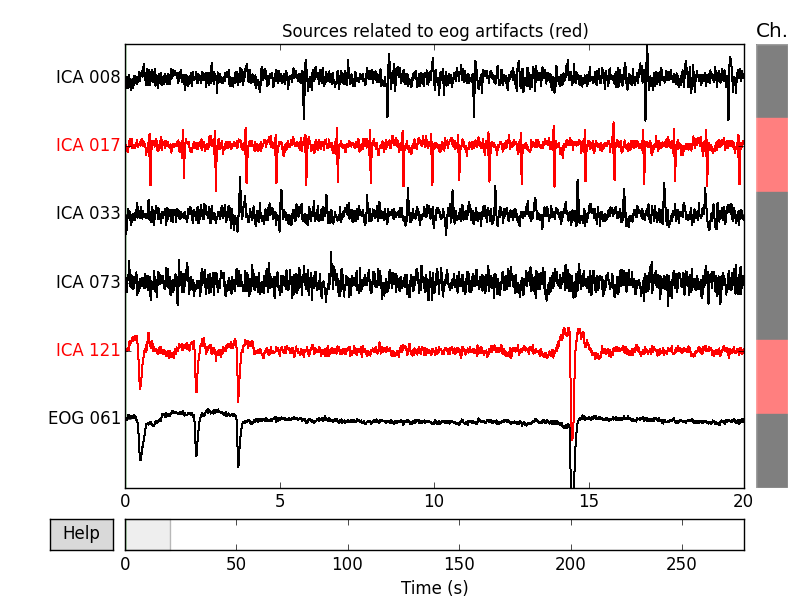 Sources related to eog artifacts (red)
Ch.
ICA 008
ICA 017
ICA 033
ICA 073
ICA 121
EOG 061
0 5 10 15 20
Help
0 50 100 150 200 250
Time (s)